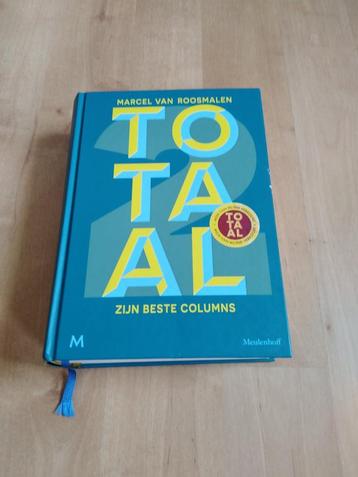 MARCEL VAN ROOSMALEN
TO
TA
AL
2
TO
TA
AL
ZIJN BESTE COLUMNS
M
Meulenhoff